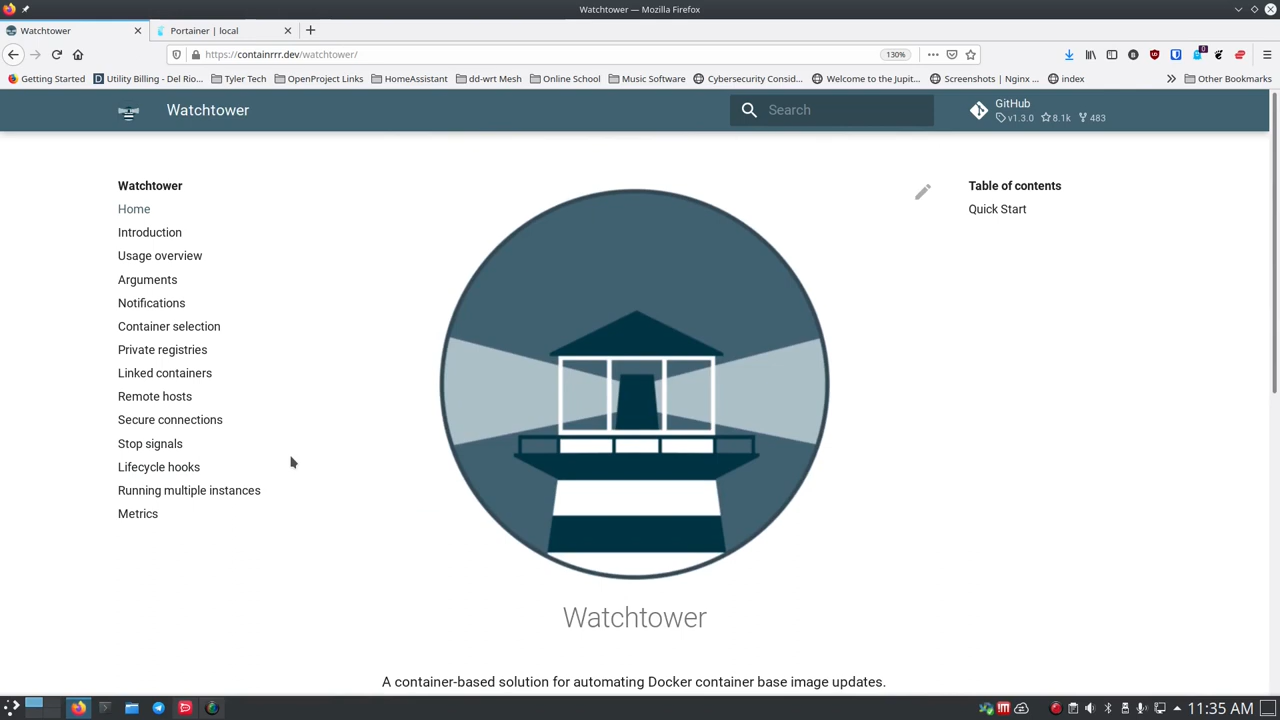 Watchtower — Mozilla Firefox
Watchtower
Portainer | local
https://containrrr.dev/watchtower/
130%
Getting Started
Utility Billing - Del Rio...
Tyler Tech
OpenProject Links
HomeAssistant
dd-wrt Mesh
Online School
Music Software
Cybersecurity Consid...
Welcome to the Jupit...
Screenshots | Nginx ...
index
Other Bookmarks
Watchtower
Search
GitHub
v1.3.0 8.1k 483
Watchtower
Home
Introduction
Usage overview
Arguments
Notifications
Container selection
Private registries
Linked containers
Remote hosts
Secure connections
Stop signals
Lifecycle hooks
Running multiple instances
Metrics
Table of contents
Quick Start
Watchtower
A container-based solution for automating Docker container base image updates.
11:35 AM